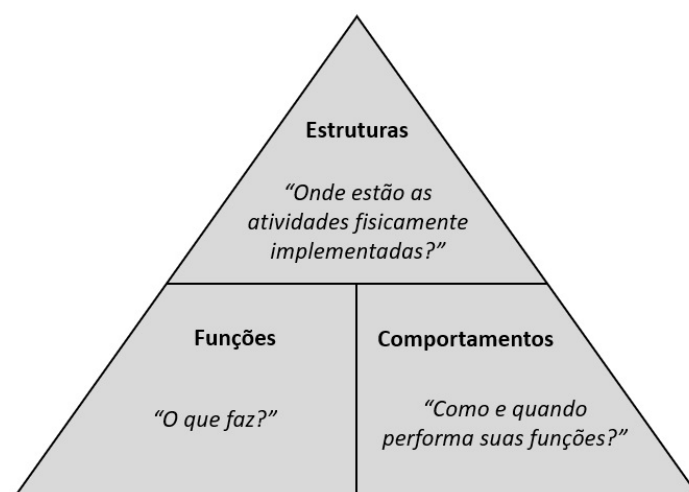 Estruturas
“Onde estão as
atividades fisicamente
implementadas?”
Funções
“O que faz?”
Comportamentos
“Como e quando
performa suas funções?”